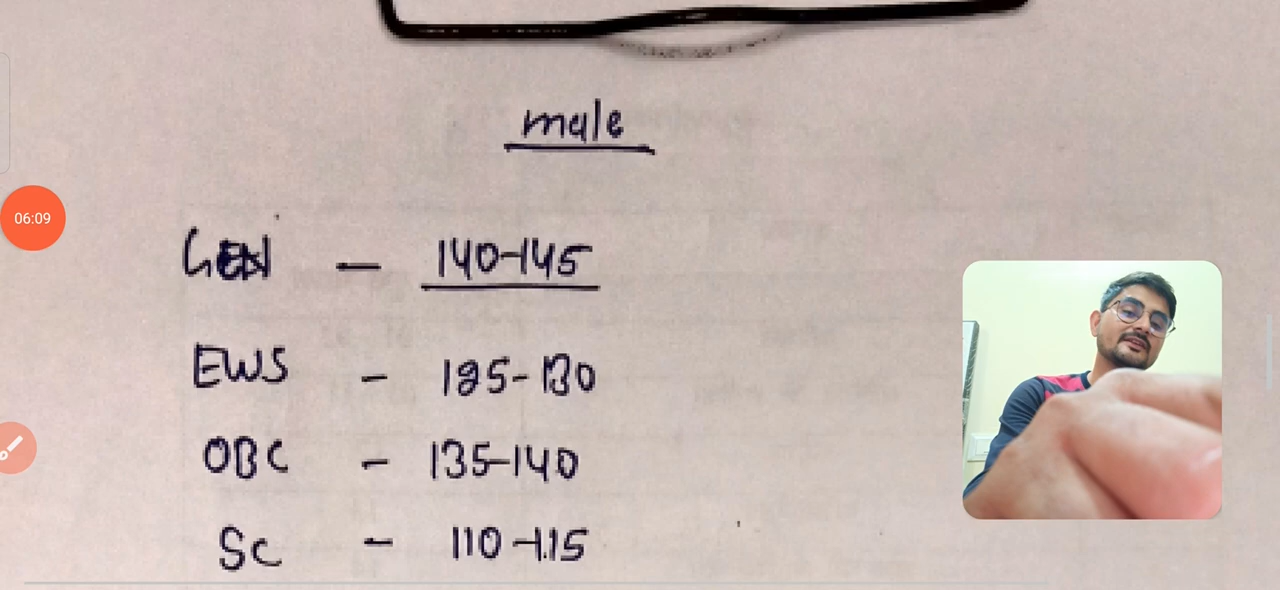 male
GEN - 140-145
EWS - 125-130
OBC - 135-140
SC - 110-115
06:09